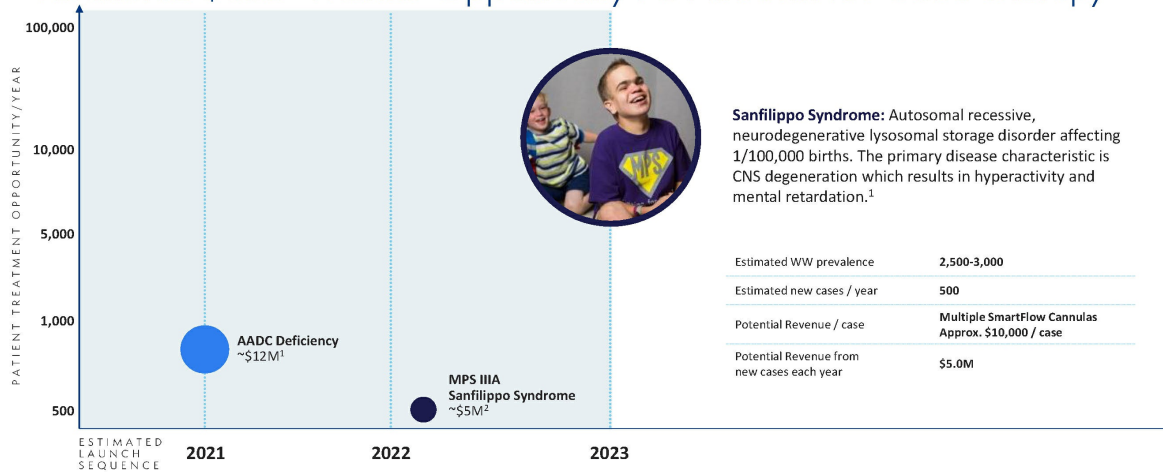 100,000
10,000
5,000
1,000
500
PATIENT TREATMENT OPPORTUNITY/YEAR
AADC Deficiency
~$12M1
MPS IIIA
Sanfilippo Syndrome
~$5M2
ESTIMATED
LAUNCH
SEQUENCE
2021
2022
2023
MPS
Sanfilippo Syndrome: Autosomal recessive,
neurodegenerative lysosomal storage disorder affecting
1/100,000 births. The primary disease characteristic is
CNS degeneration which results in hyperactivity and
mental retardation.1
Estimated WW prevalence 2,500-3,000
Estimated new cases / year 500
Potential Revenue / case Multiple SmartFlow Cannulas
Approx. $10,000 / case
Potential Revenue from
new cases each year $5.0M